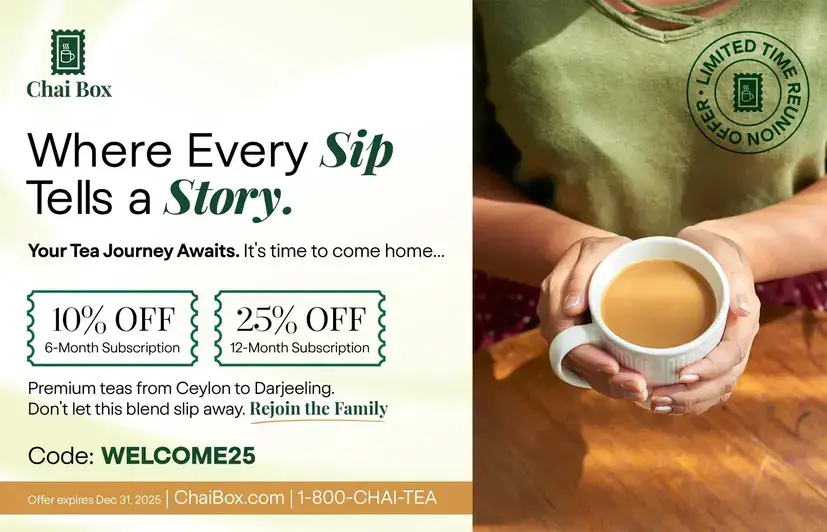 Chai Box
Where Every Sip
Tells a Story.
Your Tea Journey Awaits. It's time to come home...
10% OFF
6-Month Subscription
25% OFF
12-Month Subscription
Premium teas from Ceylon to Darjeeling.
Don't let this blend slip away. Rejoin the Family
Code: WELCOME25
Offer expires Dec 31, 2025 | ChaiBox.com | 1-800-CHAI-TEA
LIMITED TIME REUNION OFFER •